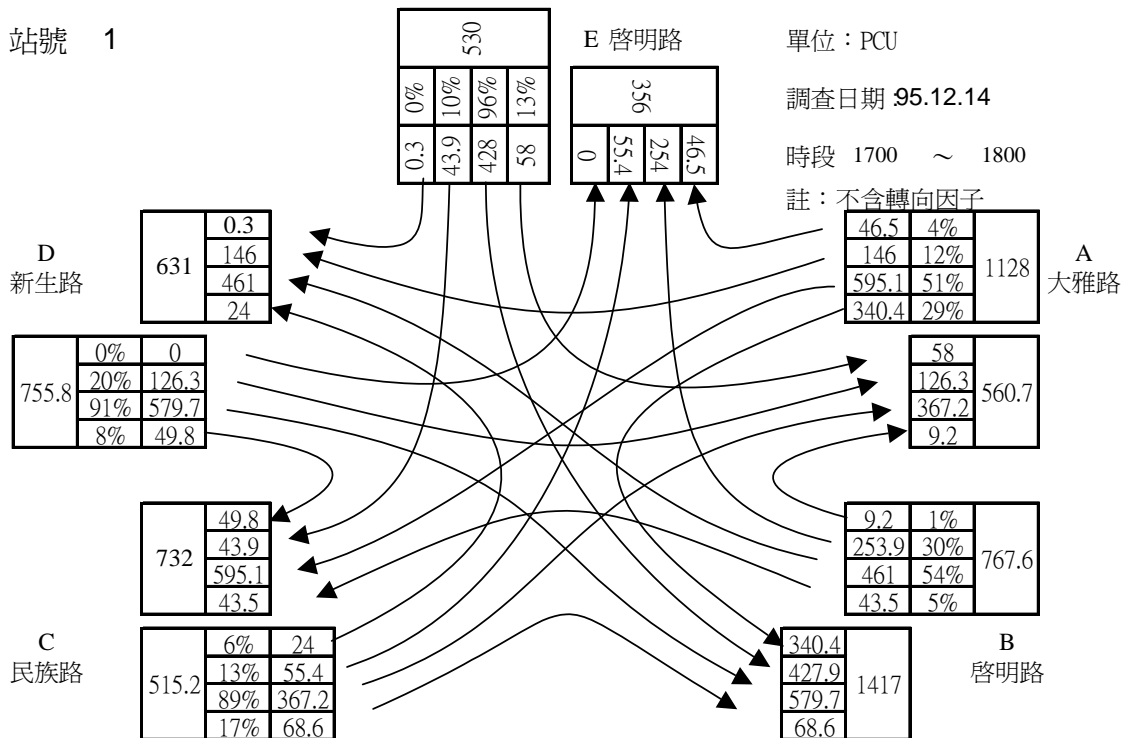 站號 1
530
0% 10% 96% 13%
0.3 43.9 428 58
E 啓明路
356
0 55.4 254 46.5
單位：PCU
調查日期:95.12.14
時段 1700 ～ 1800
註：不含轉向因子
D
新生路
631
0.3
146
461
24
46.5 4%
146 12%
595.1 51%
340.4 29%
1128
A
大雅路
755.8
0% 0
20% 126.3
91% 579.7
8% 49.8
58
126.3
367.2
9.2
560.7
732
49.8
43.9
595.1
43.5
9.2 1%
253.9 30%
461 54%
43.5 5%
767.6
C
民族路
515.2
6% 24
13% 55.4
89% 367.2
17% 68.6
340.4
427.9
579.7
68.6
1417
B
啓明路